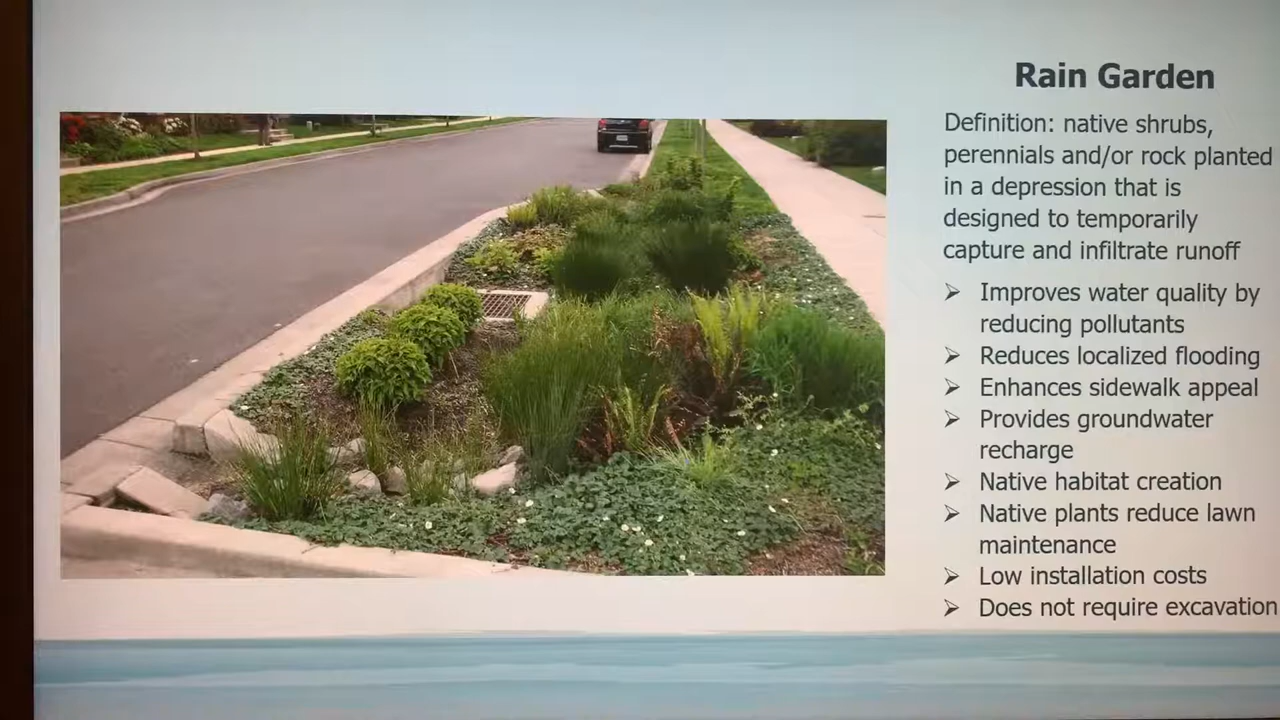 Rain Garden
Definition: native shrubs,
perennials and/or rock planted
in a depression that is
designed to temporarily
capture and infiltrate runoff
➢ Improves water quality by
reducing pollutants
➢ Reduces localized flooding
➢ Enhances sidewalk appeal
➢ Provides groundwater
recharge
➢ Native habitat creation
➢ Native plants reduce lawn
maintenance
➢ Low installation costs
➢ Does not require excavation